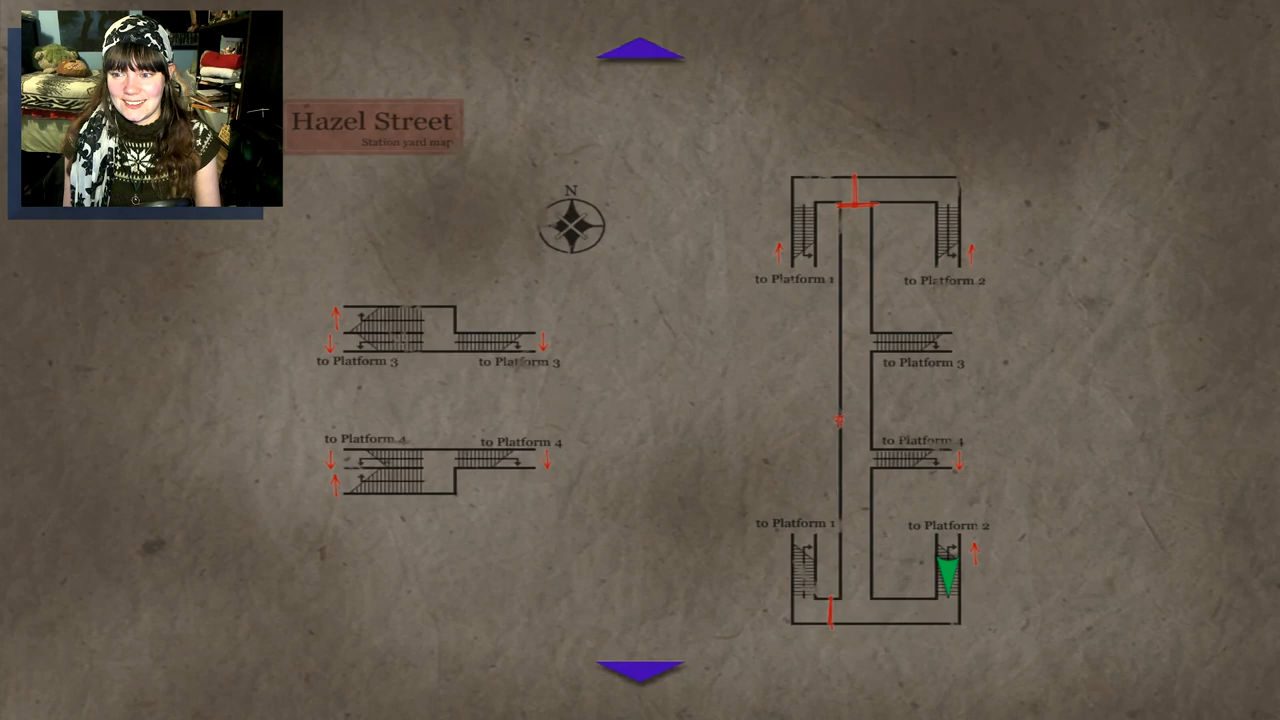 Hazel Street
Station yard map
N
to Platform 1
to Platform 2
to Platform 3
to Platform 3
to Platform 3
to Platform 4
to Platform 4
to Platform 4
to Platform 1
to Platform 2